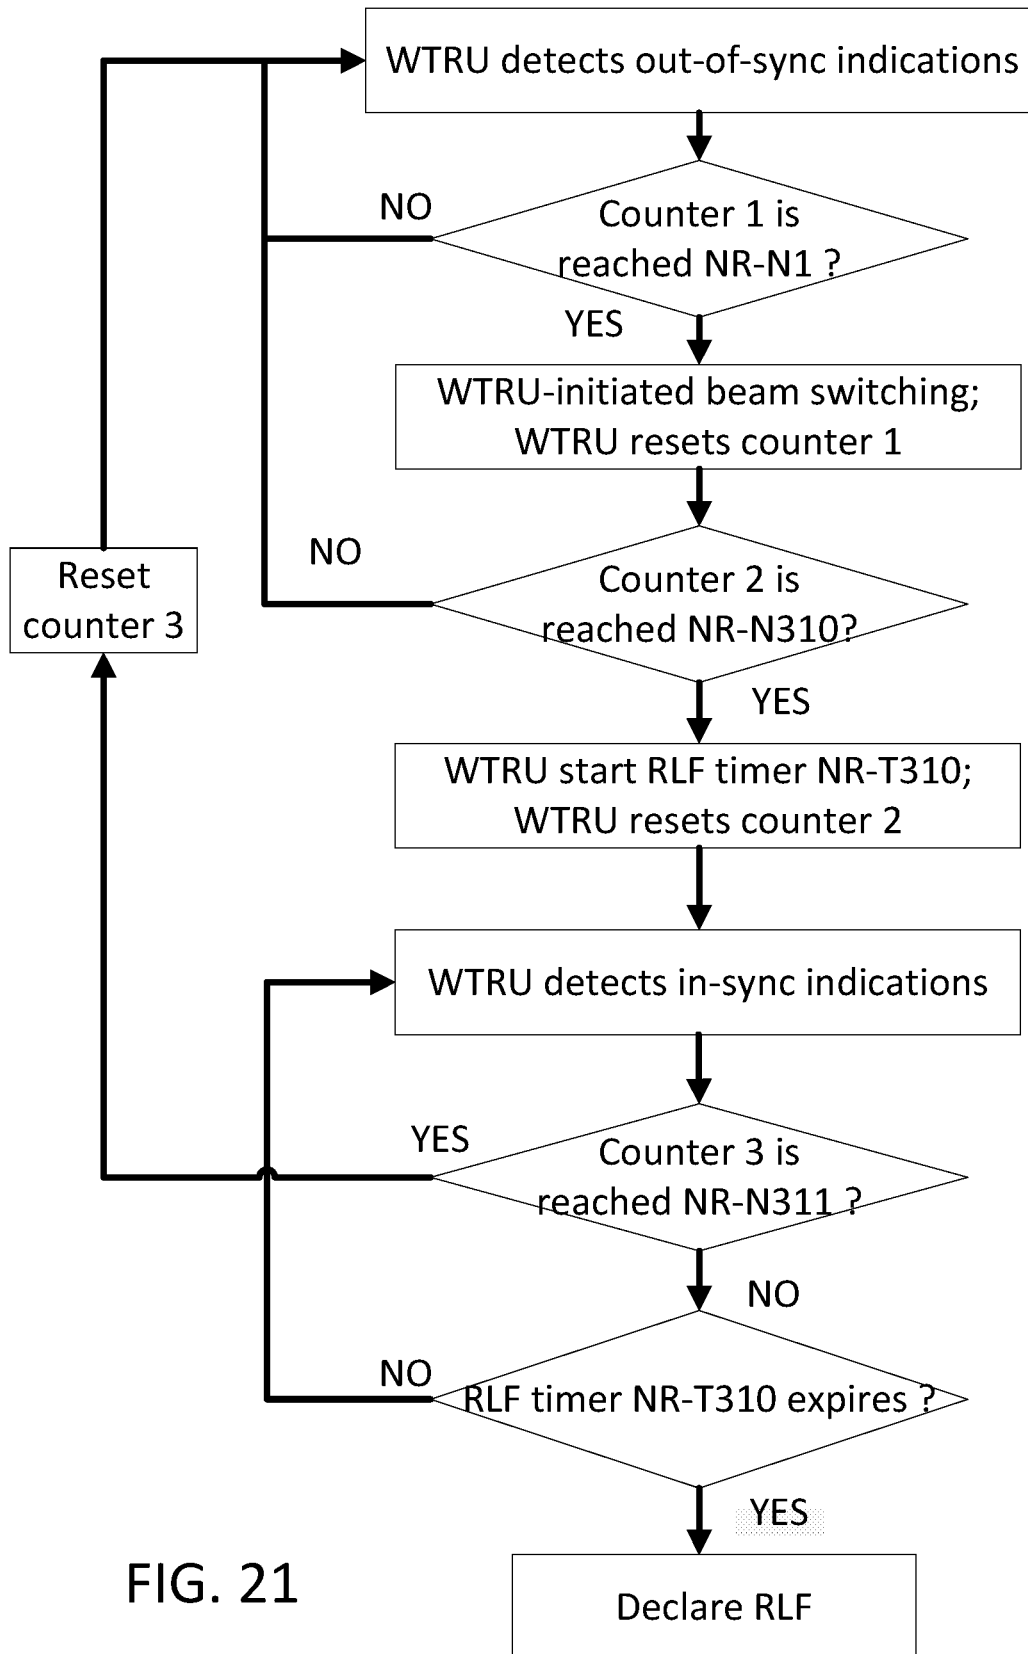 WTRU detects out-of-sync indications
NO
Counter 1 is
reached NR-N1 ?
YES
WTRU-initiated beam switching;
WTRU resets counter 1
NO
Counter 2 is
reached NR-N310?
Reset
counter 3
YES
WTRU start RLF timer NR-T310;
WTRU resets counter 2
WTRU detects in-sync indications
YES
Counter 3 is
reached NR-N311 ?
NO
NO
RLF timer NR-T310 expires ?
YES
Declare RLF
FIG. 21